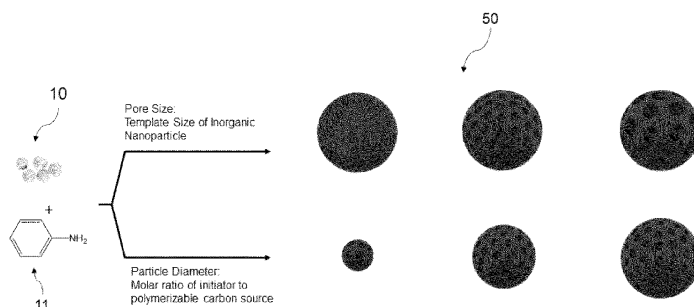 50
10
Pore Size:
Template Size of Inorganic
Nanoparticle
+
NH2
Particle Diameter:
Molar ratio of initiator to
polymerizable carbon source
11